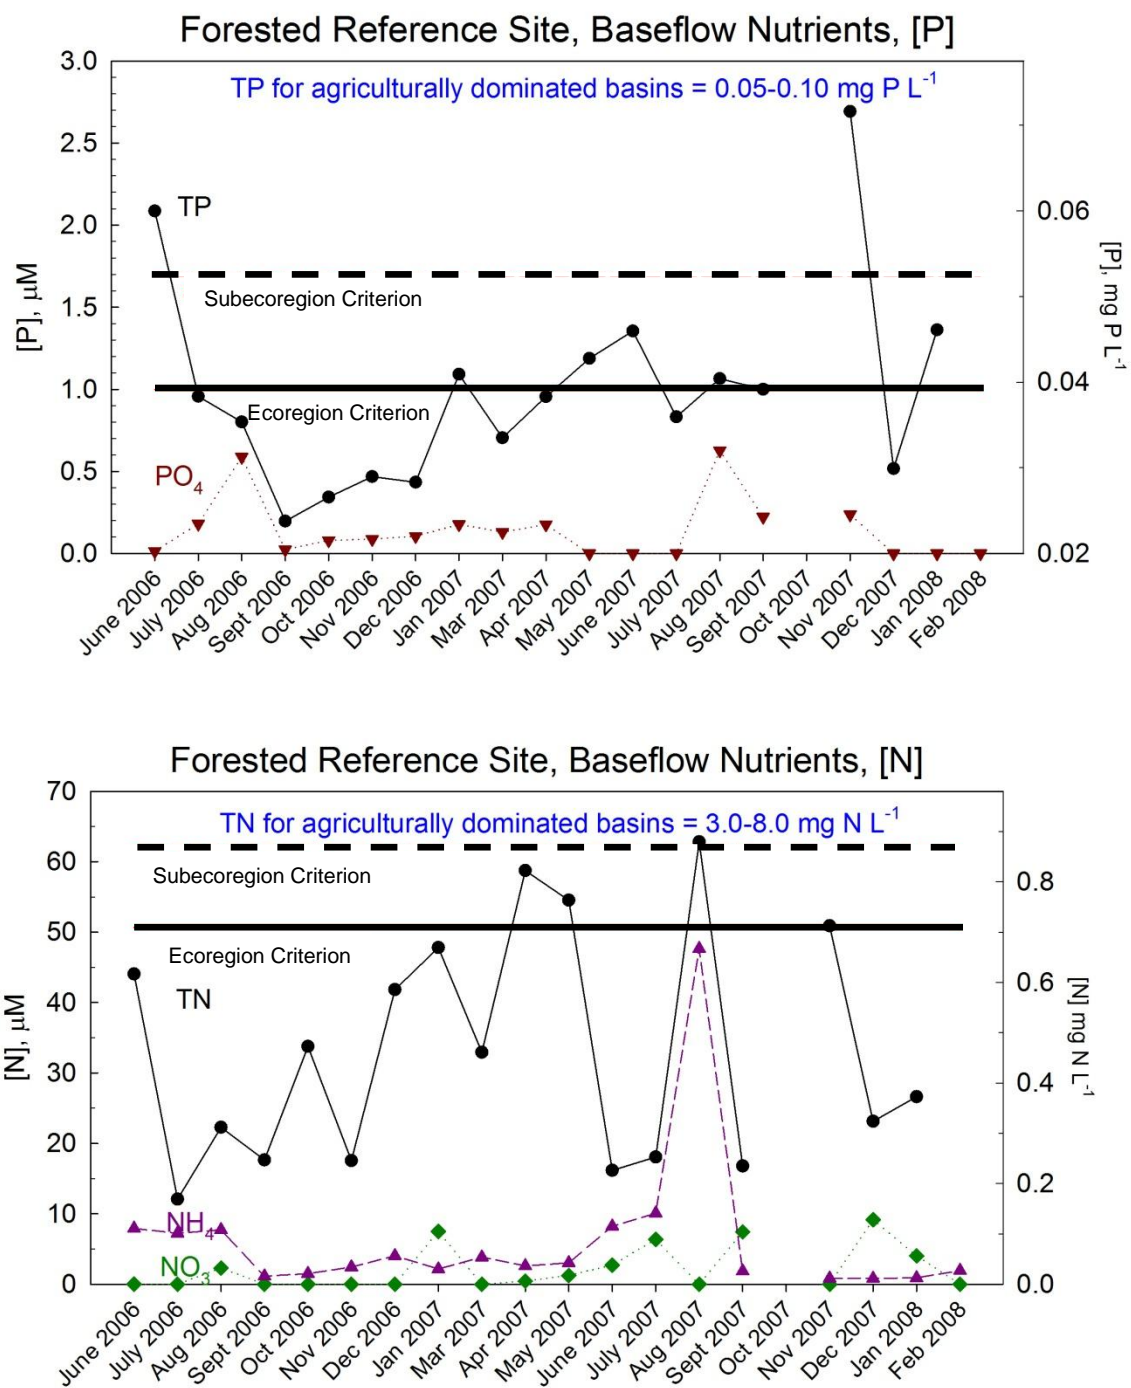 Forested Reference Site, Baseflow Nutrients, [P]
TP for agriculturally dominated basins = 0.05-0.10 mg P L⁻¹
3.0
2.5
2.0
1.5
1.0
0.5
0.0
[P], µM
TP
Subecoregion Criterion
Ecoregion Criterion
PO₄
0.06
0.04
0.02
[P], mg P L⁻¹
June 2006
July 2006
Aug 2006
Sept 2006
Oct 2006
Nov 2006
Dec 2006
Jan 2007
Mar 2007
Apr 2007
May 2007
June 2007
July 2007
Aug 2007
Sept 2007
Oct 2007
Nov 2007
Dec 2007
Jan 2008
Feb 2008
Forested Reference Site, Baseflow Nutrients, [N]
TN for agriculturally dominated basins = 3.0-8.0 mg N L⁻¹
70
60
50
40
30
20
10
0
[N], µM
Subecoregion Criterion
Ecoregion Criterion
TN
NH₄
NO₃
0.8
0.6
0.4
0.2
0.0
[N] mg N L⁻¹
June 2006
July 2006
Aug 2006
Sept 2006
Oct 2006
Nov 2006
Dec 2006
Jan 2007
Mar 2007
Apr 2007
May 2007
June 2007
July 2007
Aug 2007
Sept 2007
Oct 2007
Nov 2007
Dec 2007
Jan 2008
Feb 2008